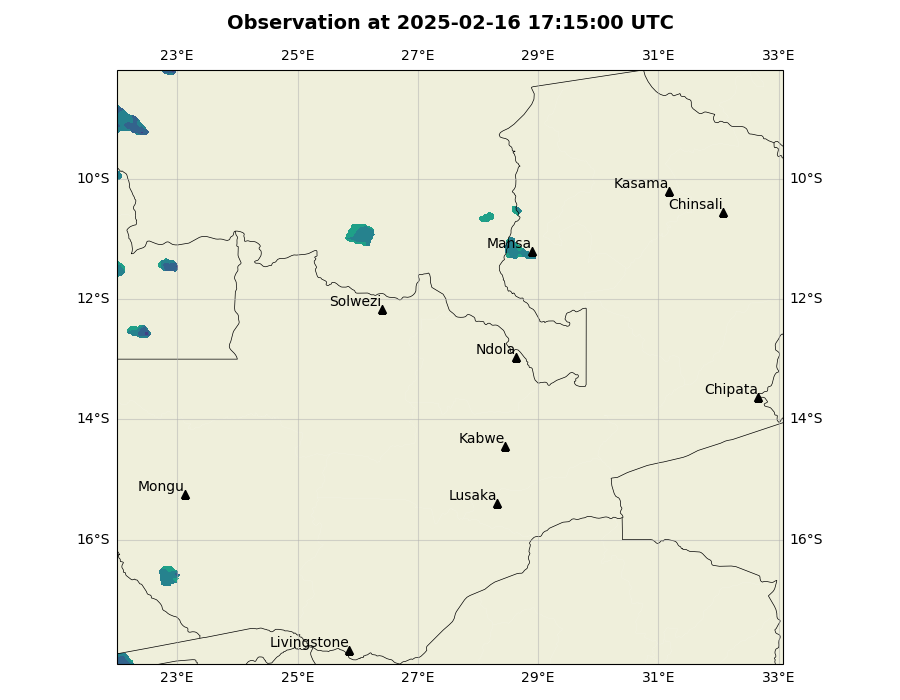 Observation at 2025-02-16 17:15:00 UTC
23°E 25°E 27°E 29°E 31°E 33°E
10°S 10°S
Kasama
Chinsali
Mansa
12°S 12°S
Solwezi
Ndola
Chipata
14°S 14°S
Kabwe
Mongu
Lusaka
16°S 16°S
Livingstone
23°E 25°E 27°E 29°E 31°E 33°E